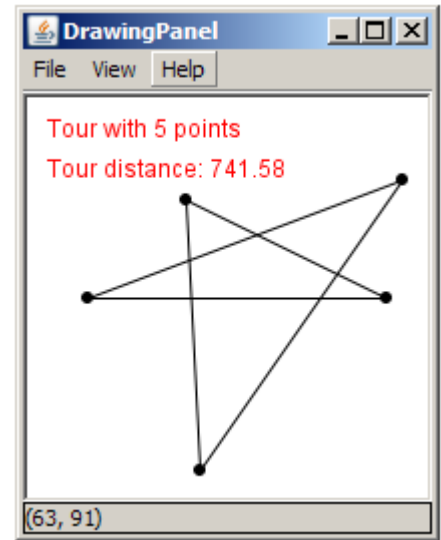 DrawingPanel
File View Help
Tour with 5 points
Tour distance: 741.58
(63, 91)